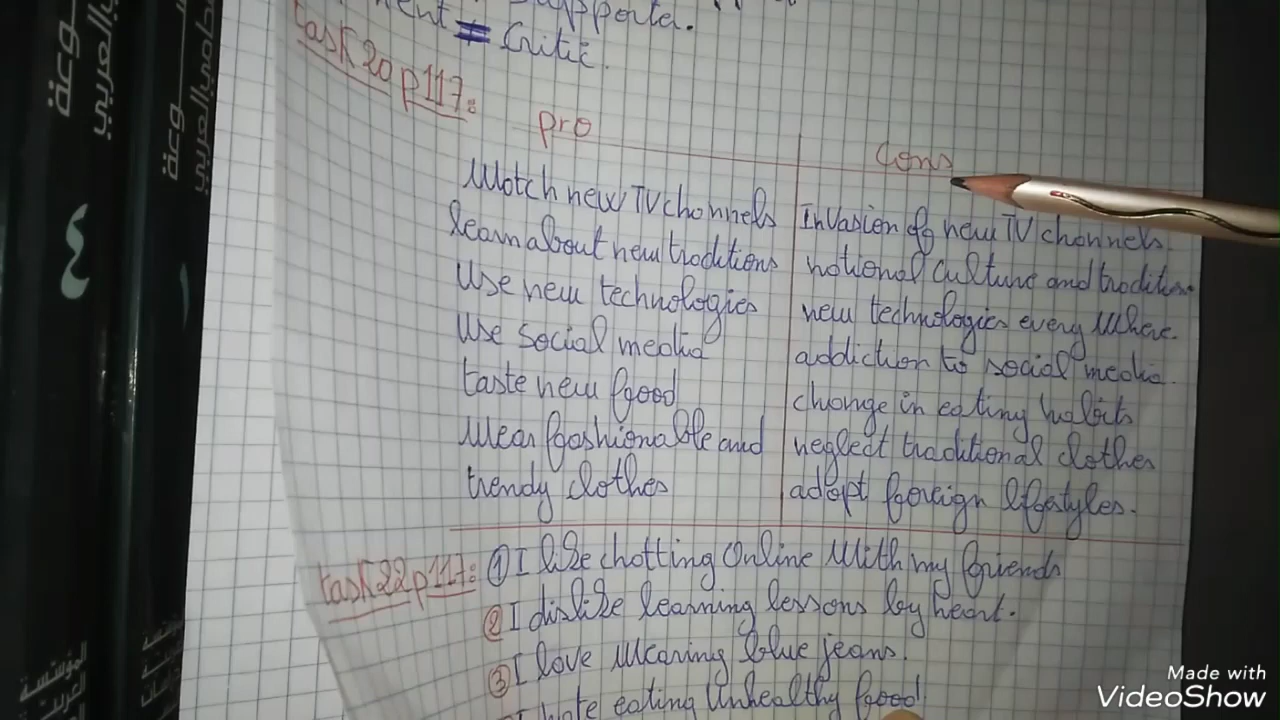 Supporter.
ment ≠ Critic.
task 20 p117:
pro
Cons
Watch new TV channels
learn about new traditions
Use new technologies
Use social media
taste new food
Wear fashionable and
trendy clothes
Invasion of new TV channels
national culture and tradition
new technologies every where.
addiction to social media.
change in eating habits
neglect traditional clothes
adopt foreign lifestyles.
task 22 p117: ① I like chatting Online with my friends
② I dislike learning lessons by heart.
③ I love wearing blue jeans.
hate eating Unhealthy food
Made with
VideoShow